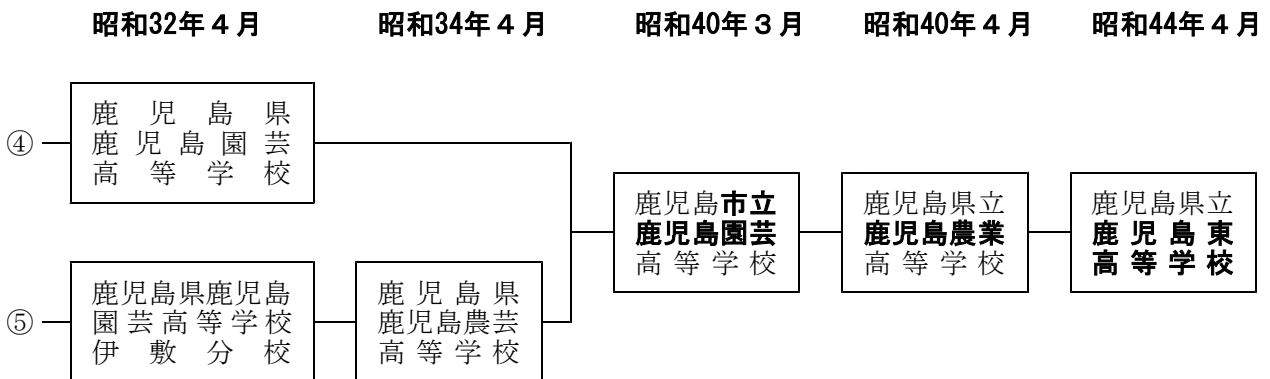 昭和32年4月
昭和34年4月
昭和40年3月
昭和40年4月
昭和44年4月
④
鹿児島県
鹿児島園芸
高等学校
⑤
鹿児島県鹿児島
園芸高等学校
伊敷分校
鹿児島県
鹿児島農芸
高等学校
鹿児島市立
鹿児島園芸
高等学校
鹿児島県立
鹿児島農業
高等学校
鹿児島県立
鹿児島東
高等学校